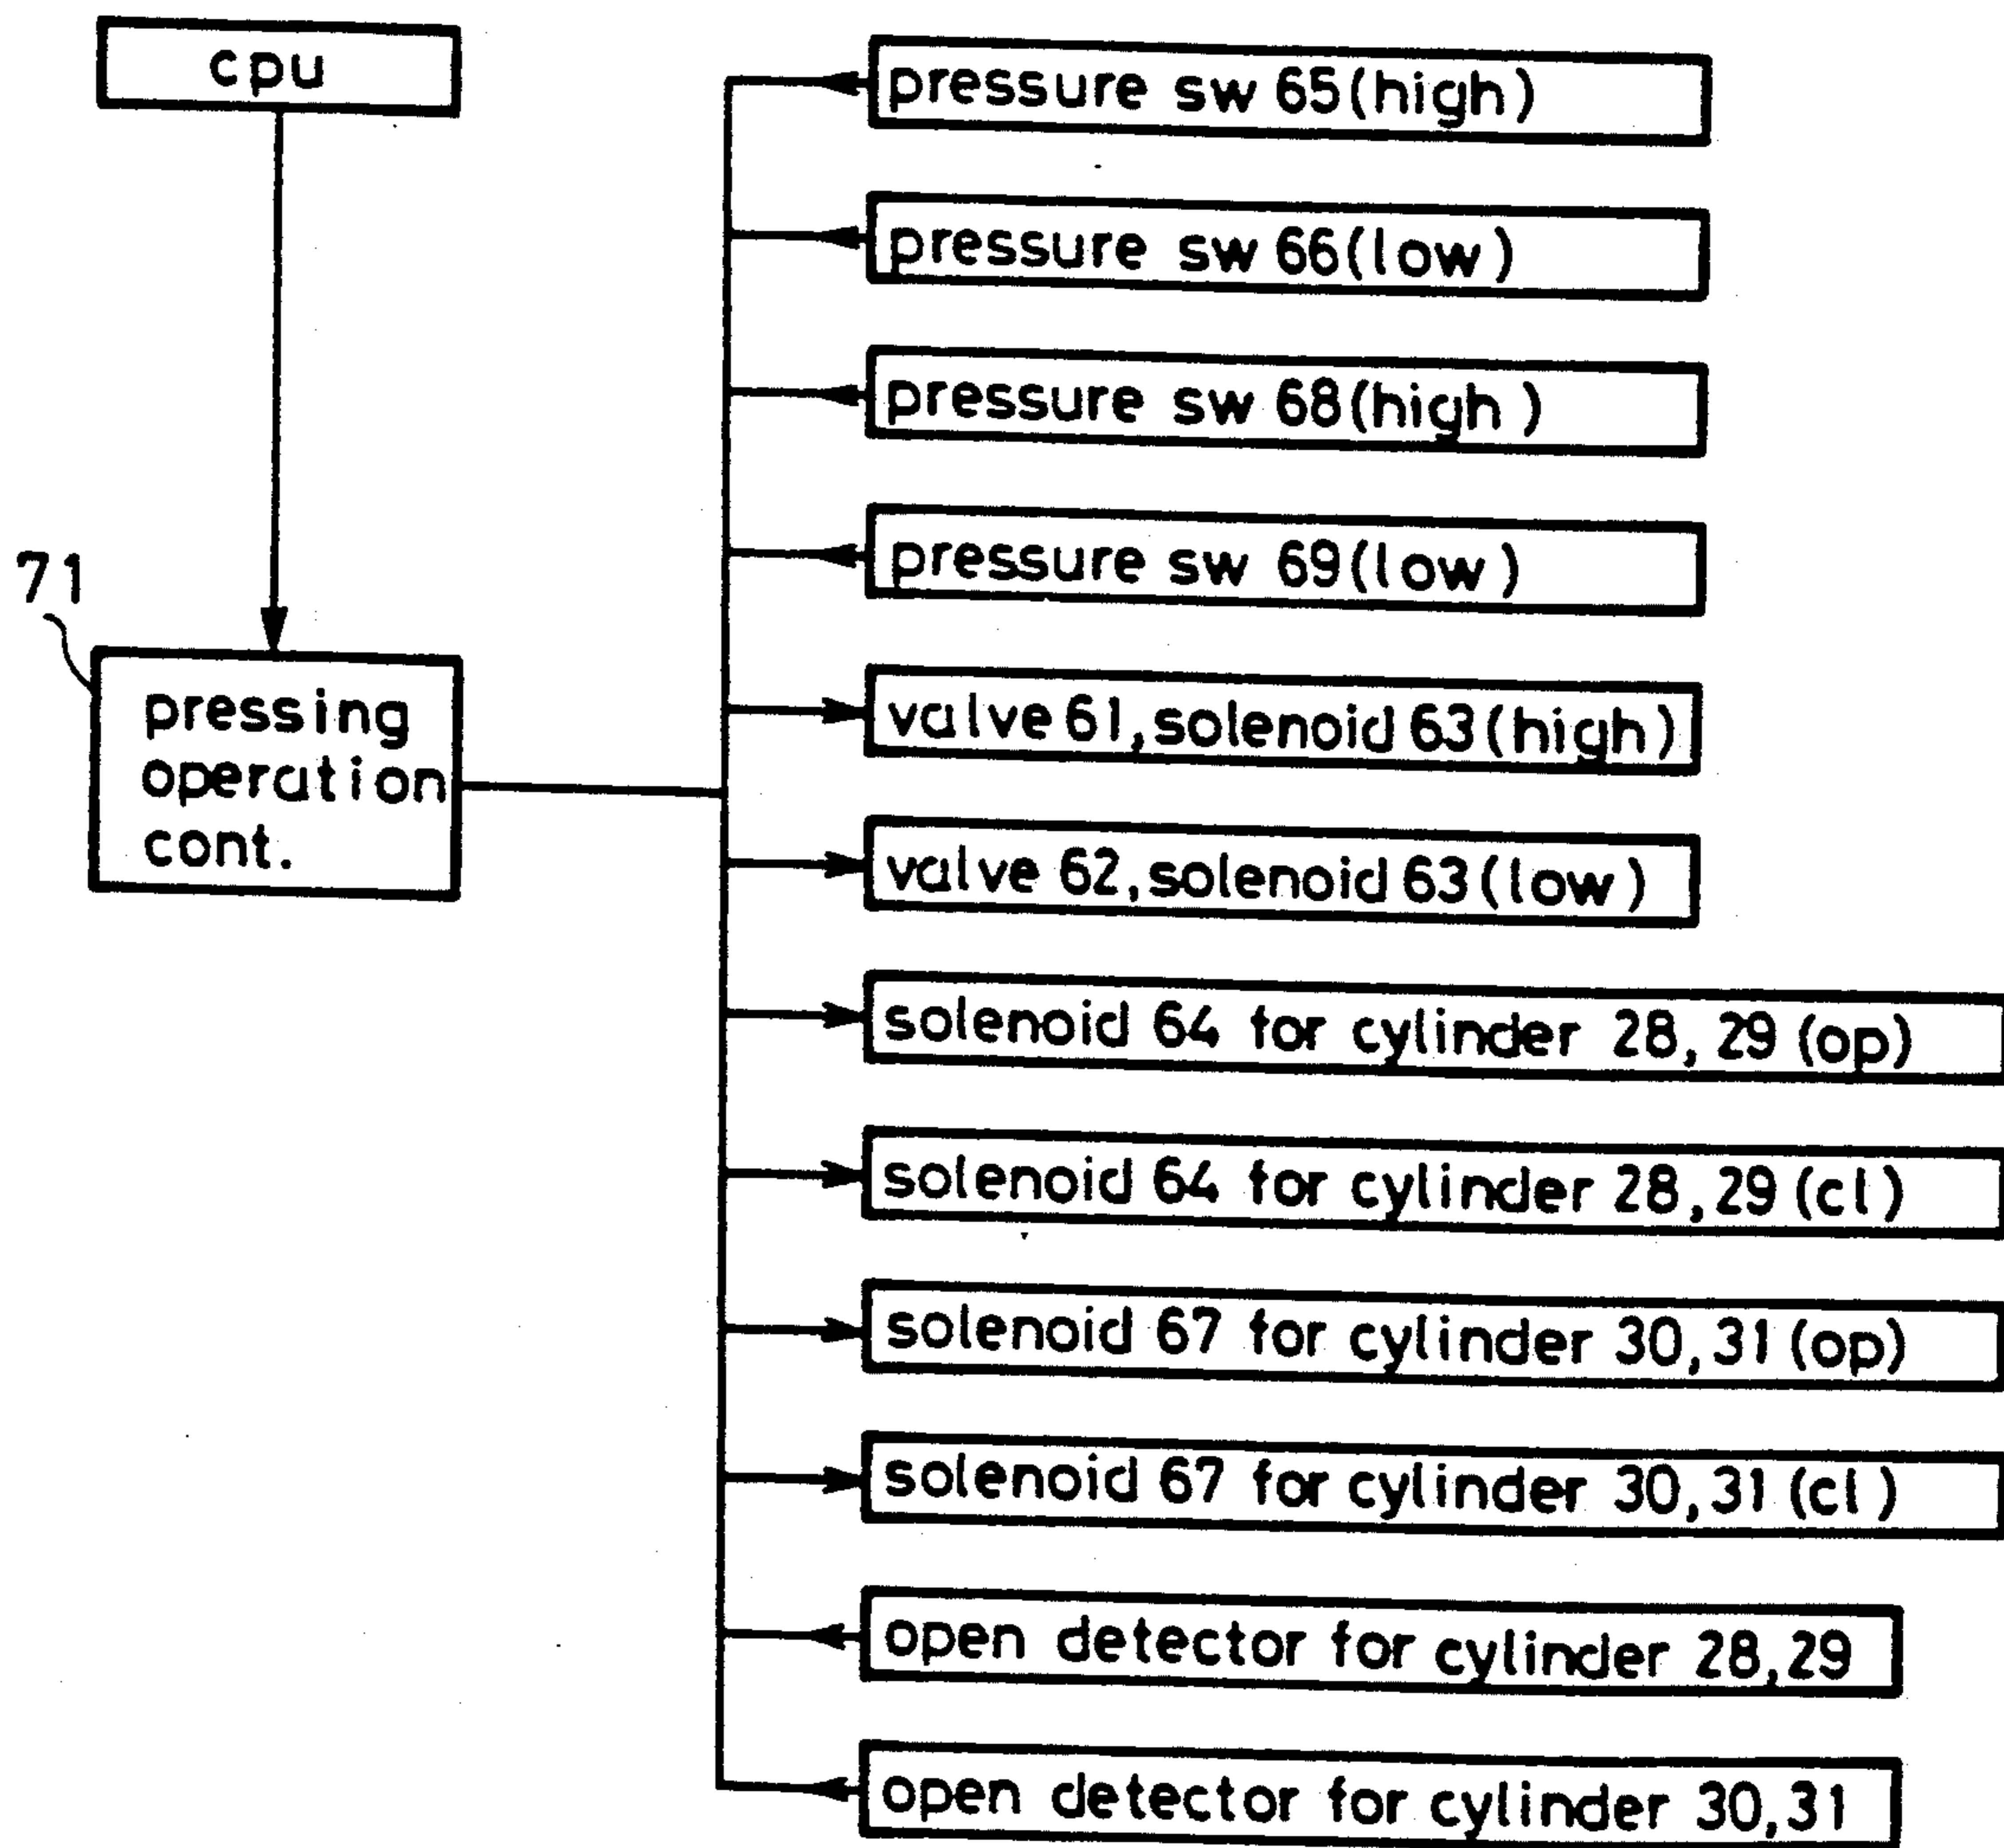 cpu
71
pressing
operation
cont.
pressure sw 65(high)
pressure sw 66(low)
pressure sw 68(high)
pressure sw 69(low)
valve 61,solenoid 63(high)
valve 62,solenoid 63(low)
solenoid 64 for cylinder 28, 29 (op)
solenoid 64 for cylinder 28,29 (cl)
solenoid 67 for cylinder 30,31 (op)
solenoid 67 for cylinder 30,31 (cl)
open detector for cylinder 28,29
open detector for cylinder 30,31